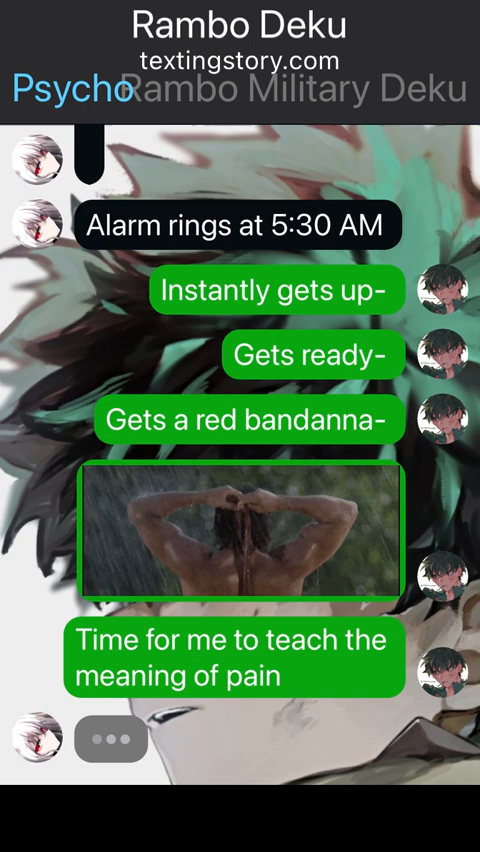 Rambo Deku
textingstory.com
Psycho
Rambo Military Deku
Alarm rings at 5:30 AM
Instantly gets up-
Gets ready-
Gets a red bandanna-
Time for me to teach the
meaning of pain